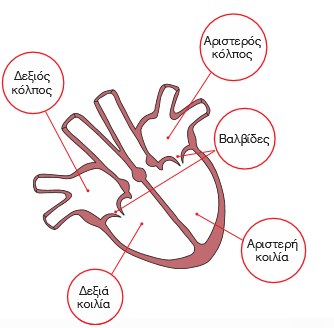 Αριστερός
κόλπος
Δεξιός
κόλπος
Βαλβίδες
Αριστερή
κοιλία
Δεξιά
κοιλία